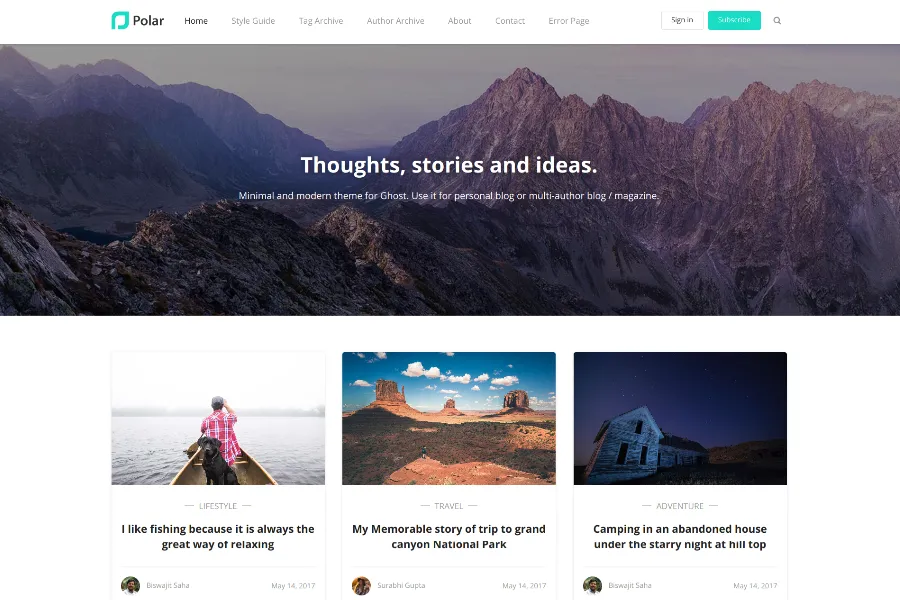 Polar
Home
Style Guide
Tag Archive
Author Archive
About
Contact
Error Page
Sign in
Subscribe
Thoughts, stories and ideas.
Minimal and modern theme for Ghost. Use it for personal blog or multi-author blog / magazine.
LIFESTYLE
I like fishing because it is always the
great way of relaxing
Biswajit Saha
May 14, 2017
TRAVEL
My Memorable story of trip to grand
canyon National Park
Surabhi Gupta
May 14, 2017
ADVENTURE
Camping in an abandoned house
under the starry night at hill top
Biswajit Saha
May 14, 2017